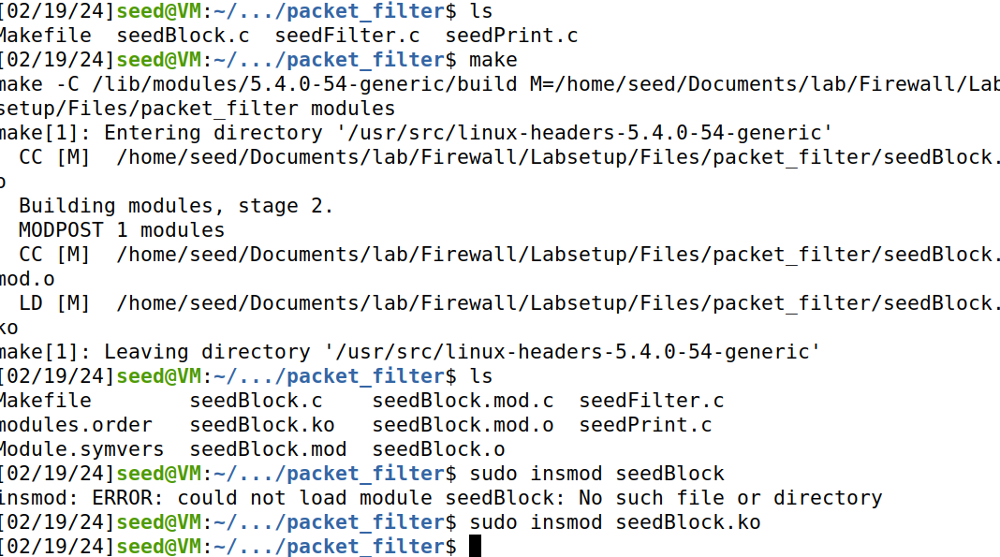 [02/19/24]seed@VM:~/.../packet_filter$ ls
Makefile  seedBlock.c  seedFilter.c  seedPrint.c
[02/19/24]seed@VM:~/.../packet_filter$ make
make -C /lib/modules/5.4.0-54-generic/build M=/home/seed/Documents/lab/Firewall/Lab
setup/Files/packet_filter modules
make[1]: Entering directory '/usr/src/linux-headers-5.4.0-54-generic'
  CC [M]  /home/seed/Documents/lab/Firewall/Labsetup/Files/packet_filter/seedBlock.
o
  Building modules, stage 2.
  MODPOST 1 modules
  CC [M]  /home/seed/Documents/lab/Firewall/Labsetup/Files/packet_filter/seedBlock.
mod.o
  LD [M]  /home/seed/Documents/lab/Firewall/Labsetup/Files/packet_filter/seedBlock.
ko
make[1]: Leaving directory '/usr/src/linux-headers-5.4.0-54-generic'
[02/19/24]seed@VM:~/.../packet_filter$ ls
Makefile        seedBlock.c    seedBlock.mod.c  seedFilter.c
modules.order   seedBlock.ko   seedBlock.mod.o  seedPrint.c
Module.symvers  seedBlock.mod  seedBlock.o
[02/19/24]seed@VM:~/.../packet_filter$ sudo insmod seedBlock
insmod: ERROR: could not load module seedBlock: No such file or directory
[02/19/24]seed@VM:~/.../packet_filter$ sudo insmod seedBlock.ko
[02/19/24]seed@VM:~/.../packet_filter$